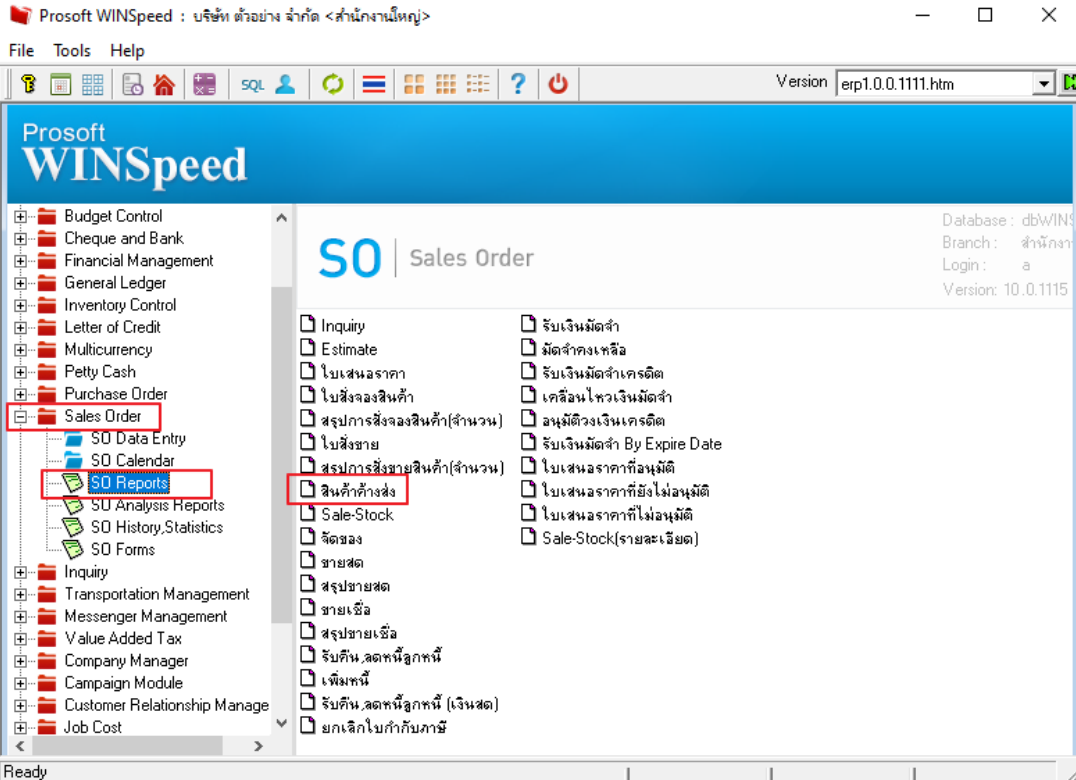 Prosoft WINSpeed : บริษัท ตัวอย่าง จำกัด <สำนักงานใหญ่>
File Tools Help
SQL
?
Version erp1.0.0.1111.htm
Prosoft
WINSpeed
Budget Control
Cheque and Bank
Financial Management
General Ledger
Inventory Control
Letter of Credit
Multicurrency
Petty Cash
Purchase Order
Sales Order
SO Data Entry
SO Calendar
SO Reports
SO Analysis Reports
SO History,Statistics
SO Forms
Inquiry
Transportation Management
Messenger Management
Value Added Tax
Company Manager
Campaign Module
Customer Relationship Manage
Job Cost
SO Sales Order
Database : dbWINS
Branch : สำนักงา
Login : a
Version: 10.0.1115
Inquiry
Estimate
ใบเสนอราคา
ใบสั่งจองสินค้า
สรุปการสั่งจองสินค้า(จำนวน)
ใบสั่งขาย
สรุปการสั่งขายสินค้า(จำนวน)
สินค้าค้างส่ง
Sale-Stock
จัดของ
ขายสด
สรุปขายสด
ขายเชื่อ
สรุปขายเชื่อ
รับคืน,ลดหนี้ลูกหนี้
เพิ่มหนี้
รับคืน,ลดหนี้ลูกหนี้ (เงินสด)
ยกเลิกใบกำกับภาษี
รับเงินมัดจำ
มัดจำคงเหลือ
รับเงินมัดจำเครดิต
เคลื่อนไหวเงินมัดจำ
อนุมัติวงเงินเครดิต
รับเงินมัดจำ By Expire Date
ใบเสนอราคาที่อนุมัติ
ใบเสนอราคาที่ยังไม่อนุมัติ
ใบเสนอราคาที่ไม่อนุมัติ
Sale-Stock(รายละเอียด)
Ready